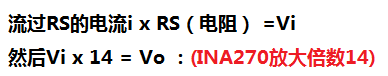 流过RS的电流i x RS（电阻） =Vi
然后Vi x 14 = Vo ：(INA270放大倍数14)